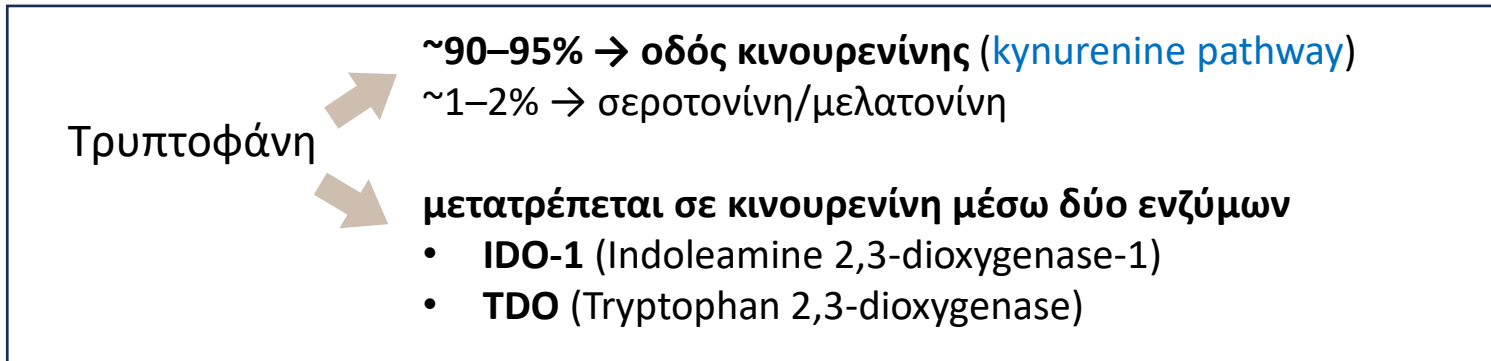 ~90–95% → οδός κινουρενίνης (kynurenine pathway)
~1–2% → σεροτονίνη/μελατονίνη
Τρυπτοφάνη
μετατρέπεται σε κινουρενίνη μέσω δύο ενζύμων
• IDO-1 (Indoleamine 2,3-dioxygenase-1)
• TDO (Tryptophan 2,3-dioxygenase)